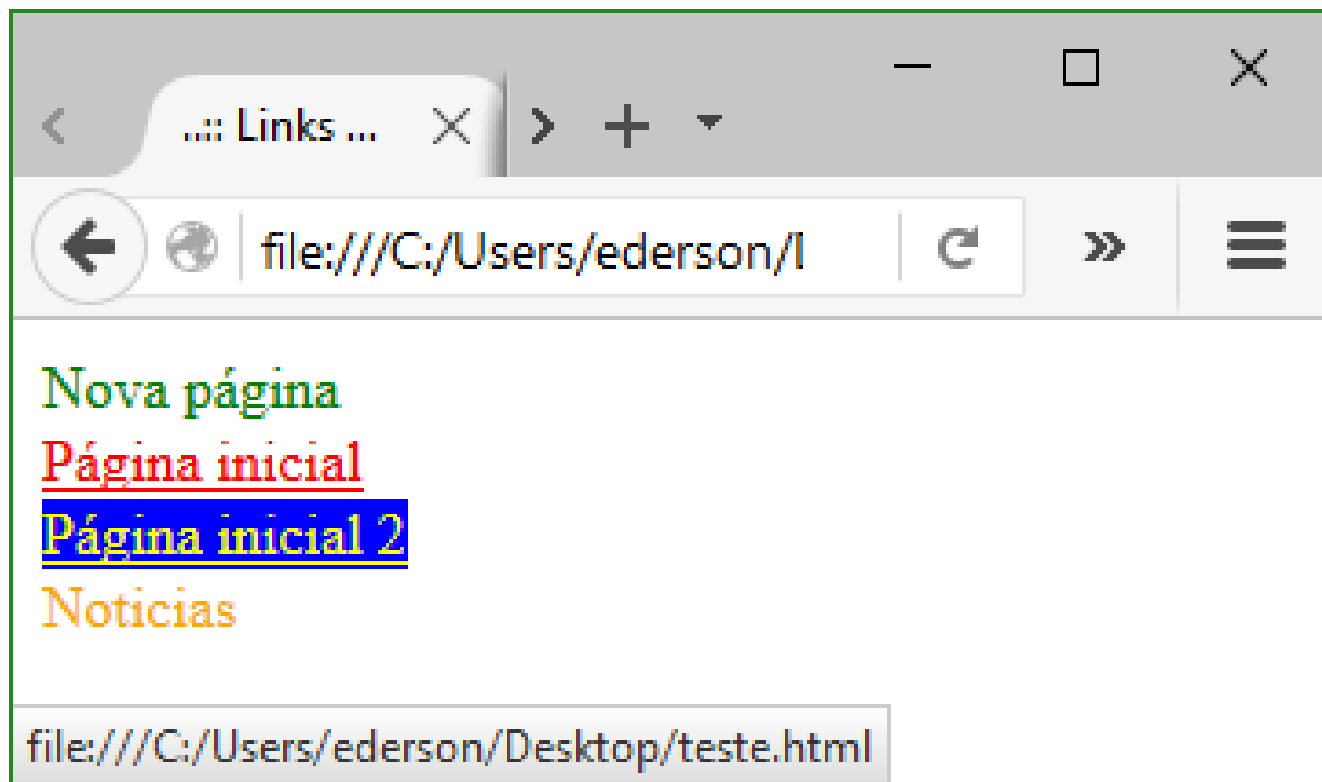 ..:: Links ...
file:///C:/Users/ederson/
Nova página
Página inicial
Página inicial 2
Noticias
file:///C:/Users/ederson/Desktop/teste.html